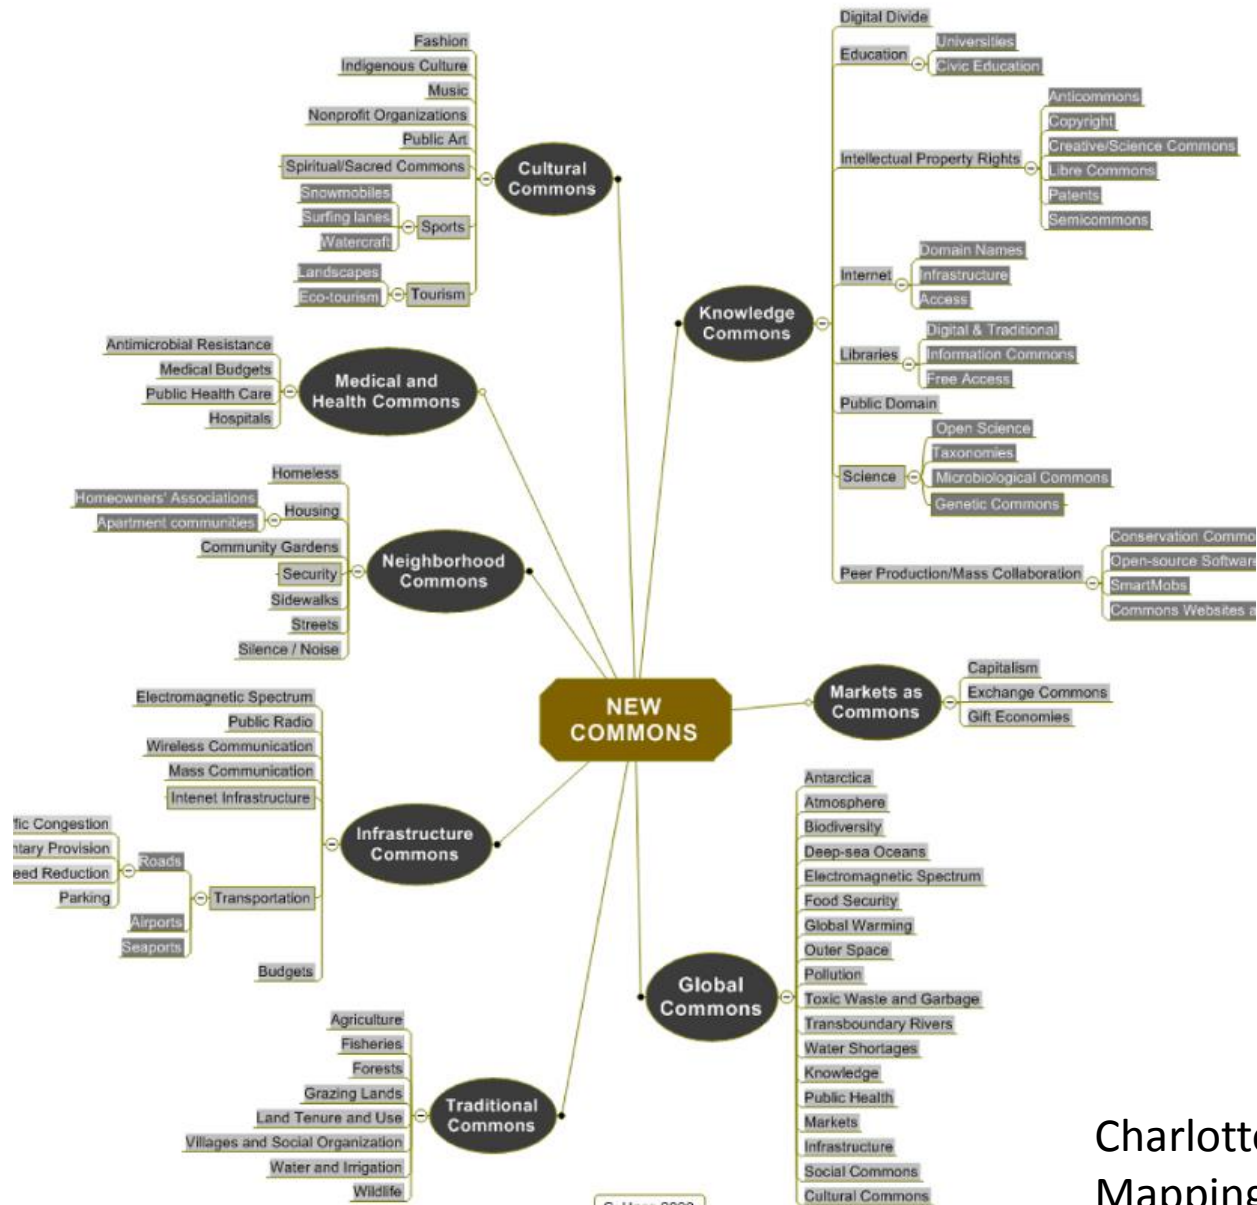 Fashion
Indigenous Culture
Music
Nonprofit Organizations
Public Art
Spiritual/Sacred Commons
Snowmobiles
Surfing lanes
Watercraft
Sports
Landscapes
Eco-tourism
Tourism
Cultural
Commons
Antimicrobial Resistance
Medical Budgets
Public Health Care
Hospitals
Medical and
Health Commons
Homeless
Homeowners' Associations
Apartment communities
Housing
Community Gardens
Security
Sidewalks
Streets
Silence / Noise
Neighborhood
Commons
Electromagnetic Spectrum
Public Radio
Wireless Communication
Mass Communication
Intenet Infrastructure
Congestion
Provision
Reduction
Parking
Roads
Airports
Seaports
Transportation
Budgets
Infrastructure
Commons
Agriculture
Fisheries
Forests
Grazing Lands
Land Tenure and Use
Villages and Social Organization
Water and Irrigation
Wildlife
Traditional
Commons
NEW
COMMONS
Knowledge
Commons
Digital Divide
Education
Universities
Civic Education
Intellectual Property Rights
Anticommons
Copyright
Creative/Science Commons
Libre Commons
Patents
Semicommons
Internet
Domain Names
Infrastructure
Access
Libraries
Digital & Traditional
Information Commons
Free Access
Public Domain
Science
Open Science
Taxonomies
Microbiological Commons
Genetic Commons
Peer Production/Mass Collaboration
Conservation
Open-source Software
SmartMobs
Commons Websites
Markets as
Commons
Capitalism
Exchange Commons
Gift Economies
Global
Commons
Antarctica
Atmosphere
Biodiversity
Deep-sea Oceans
Electromagnetic Spectrum
Food Security
Global Warming
Outer Space
Pollution
Toxic Waste and Garbage
Transboundary Rivers
Water Shortages
Knowledge
Public Health
Markets
Infrastructure
Social Commons
Cultural Commons
Charlotte
Mapping